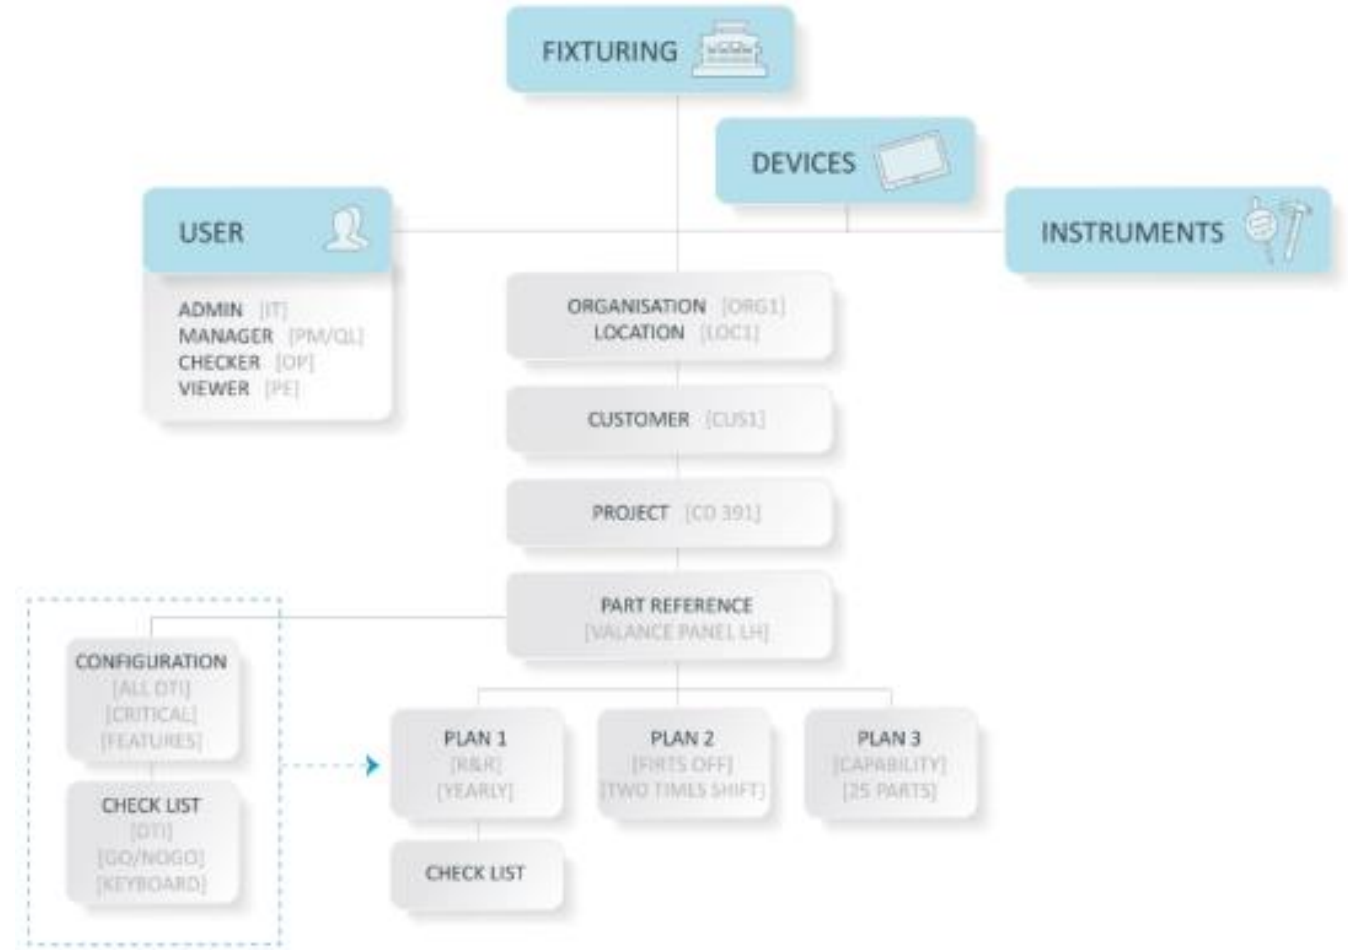 FIXTURING
DEVICES
USER
INSTRUMENTS
ADMIN [IT]
MANAGER [PM/QL]
CHECKER [OP]
VIEWER [PE]
ORGANISATION [ORG1]
LOCATION [LOC1]
CUSTOMER [CUS1]
PROJECT [CD 391]
PART REFERENCE
[VALANCE PANEL LH]
CONFIGURATION
[ALL DTI]
[CRITICAL]
[FEATURES]
CHECK LIST
[DTI]
[GO/NOGO]
[KEYBOARD]
PLAN 1
[R&R]
[YEARLY]
PLAN 2
[FIRTS OFF]
[TWO TIMES SHIFT]
PLAN 3
[CAPABILITY]
[25 PARTS]
CHECK LIST